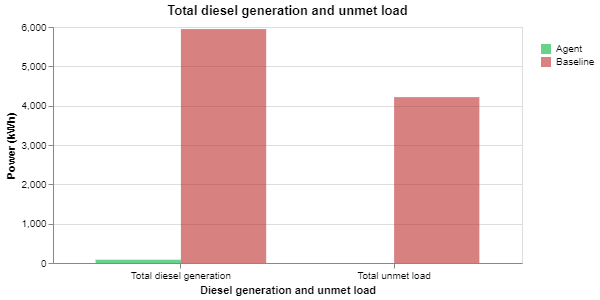 Total diesel generation and unmet load
6,000
5,000
4,000
3,000
2,000
1,000
0
Power (kW/h)
Total diesel generation
Total unmet load
Diesel generation and unmet load
Agent
Baseline